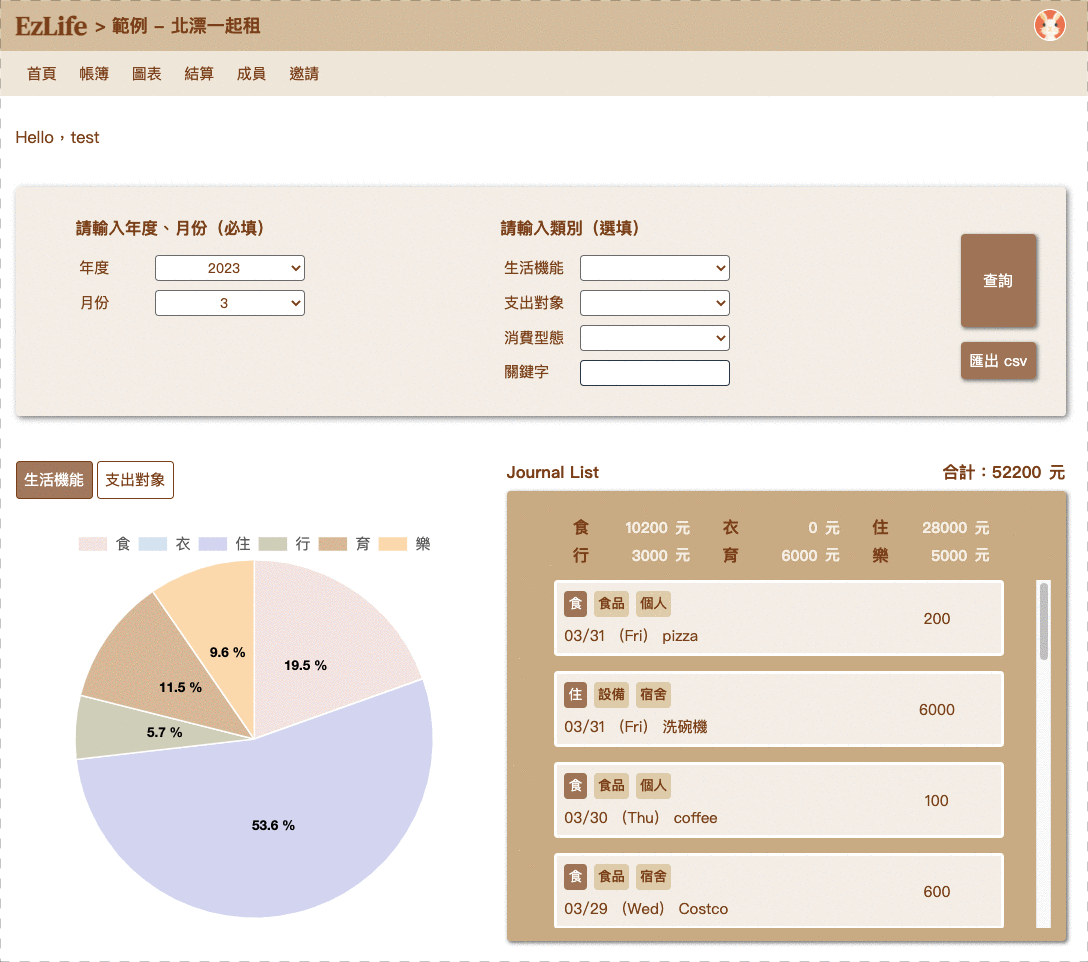 EzLife > 範例 – 北漂一起租
首頁 帳簿 圖表 結算 成員 邀請
Hello，test
請輸入年度、月份（必填）
年度 2023
月份 3
請輸入類別（選填）
生活機能
支出對象
消費型態
關鍵字
查詢
匯出 csv
生活機能 支出對象
食 衣 住 行 育 樂
9.6 %
19.5 %
11.5 %
5.7 %
53.6 %
Journal List 合計：52200 元
食 10200 元 衣 0 元 住 28000 元
行 3000 元 育 6000 元 樂 5000 元
食 食品 個人
03/31 （Fri） pizza 200
住 設備 宿舍
03/31 （Fri） 洗碗機 6000
食 食品 個人
03/30 （Thu） coffee 100
食 食品 宿舍
03/29 （Wed） Costco 600